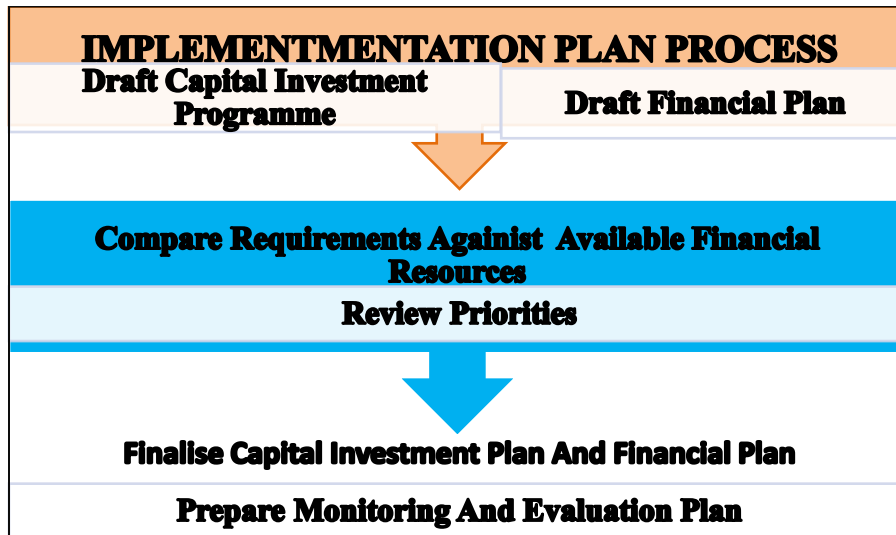 IMPLEMENTMENTATION PLAN PROCESS
Draft Capital Investment
Programme
Draft Financial Plan
Compare Requirements Againist Available Financial
Resources
Review Priorities
Finalise Capital Investment Plan And Financial Plan
Prepare Monitoring And Evaluation Plan